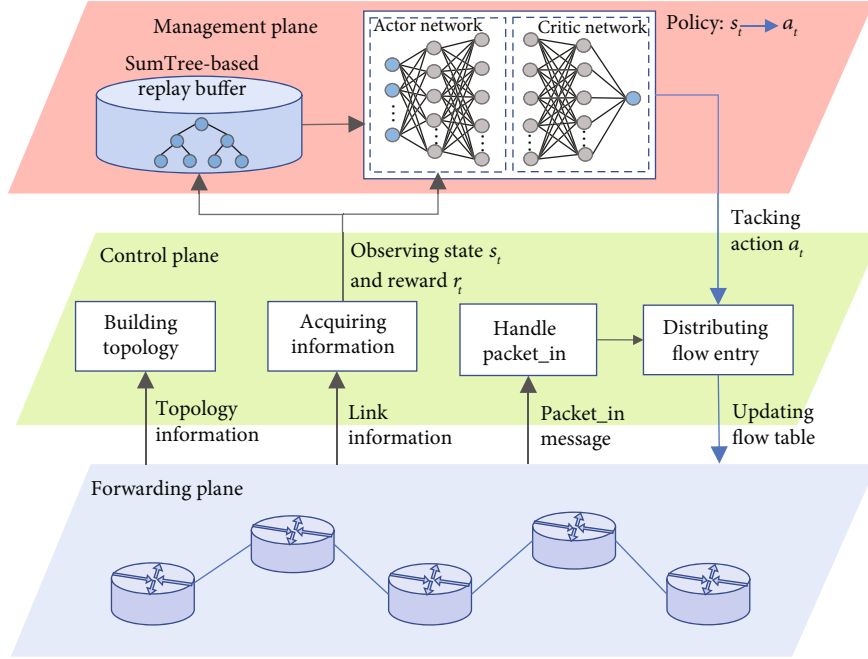 Management plane
SumTree-based
replay buffer
Actor network
Critic network
Policy: s_t → a_t
Control plane
Observing state s_t
and reward r_t
Tacking
action a_t
Building
topology
Acquiring
information
Handle
packet_in
Distributing
flow entry
Topology
information
Link
information
Packet_in
message
Updating
flow table
Forwarding plane